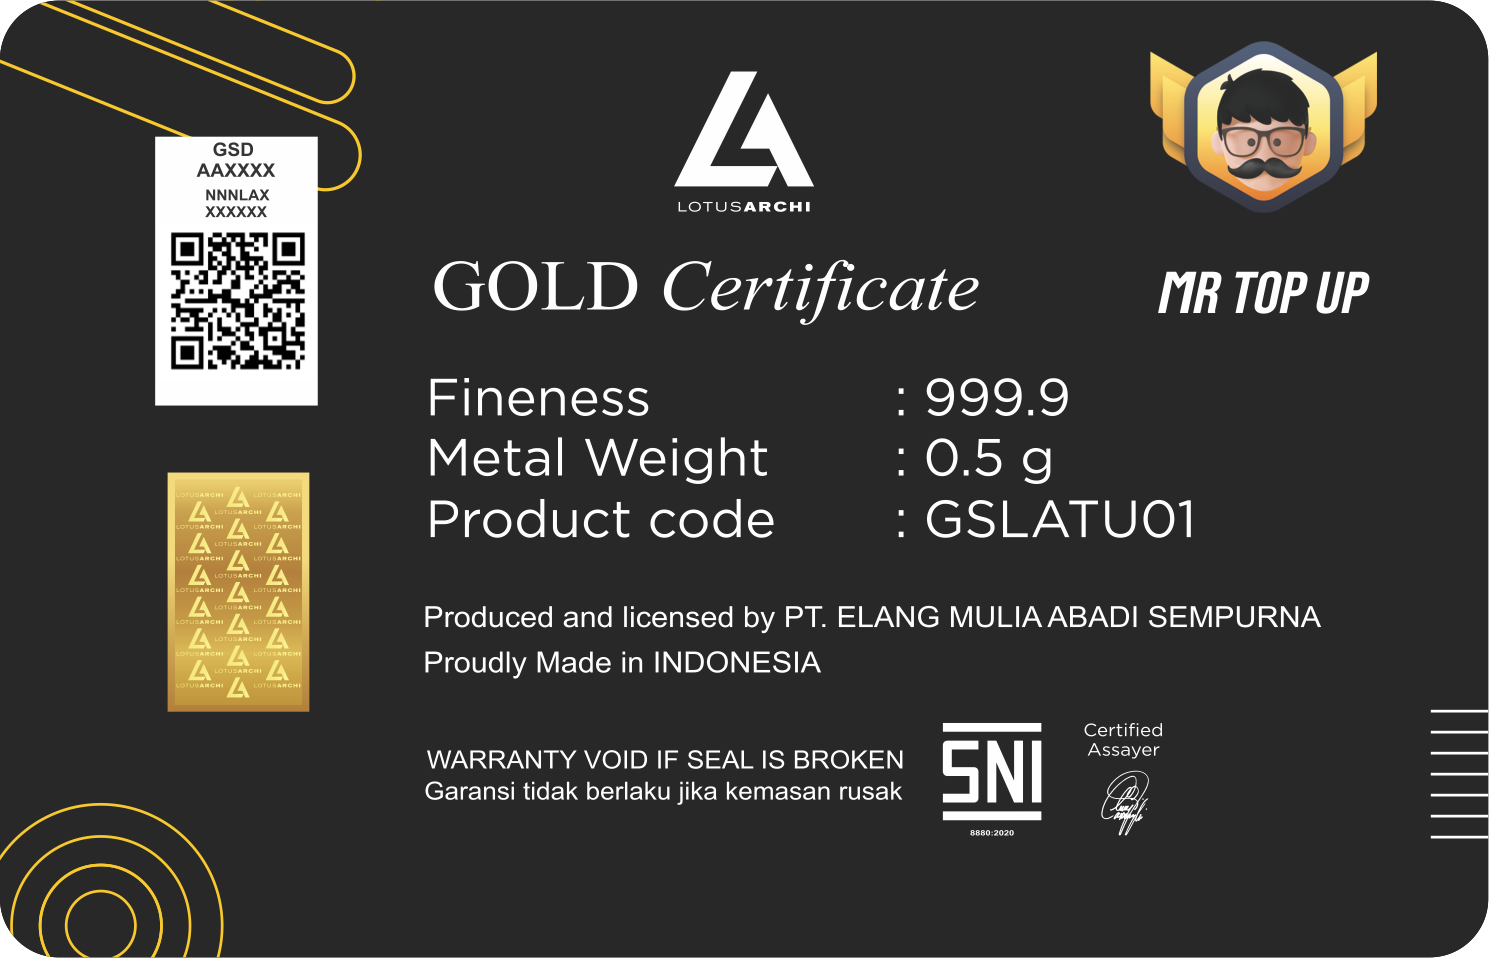 GSD
AAXXXX
NNNLAX
XXXXXX
LOTUSARCHI
GOLD Certificate
MR TOP UP
Fineness : 999.9
Metal Weight : 0.5 g
Product code : GSLATU01
Produced and licensed by PT. ELANG MULIA ABADI SEMPURNA
Proudly Made in INDONESIA
WARRANTY VOID IF SEAL IS BROKEN
Garansi tidak berlaku jika kemasan rusak
SNI
8880:2020
Certified
Assayer